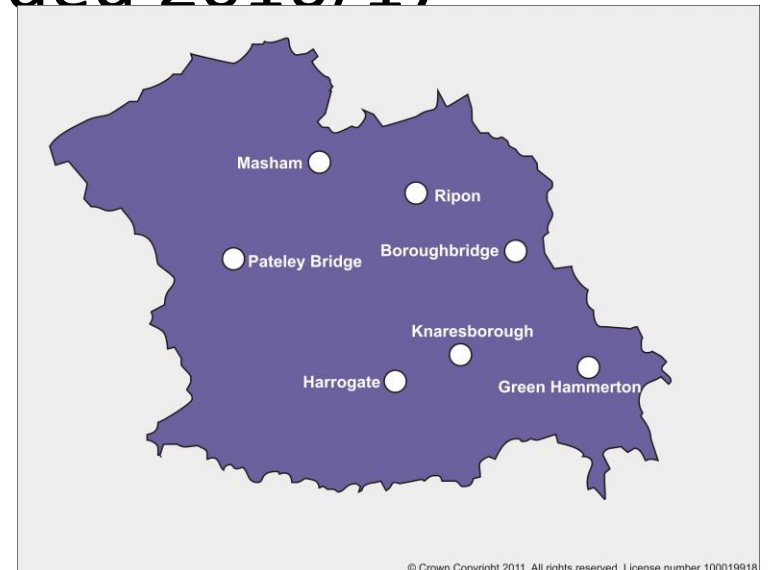 Masham
Ripon
Boroughbridge
Pateley Bridge
Knaresborough
Harrogate
Green Hammerton
© Crown Copyright 2011. All rights reserved. License number 100019918